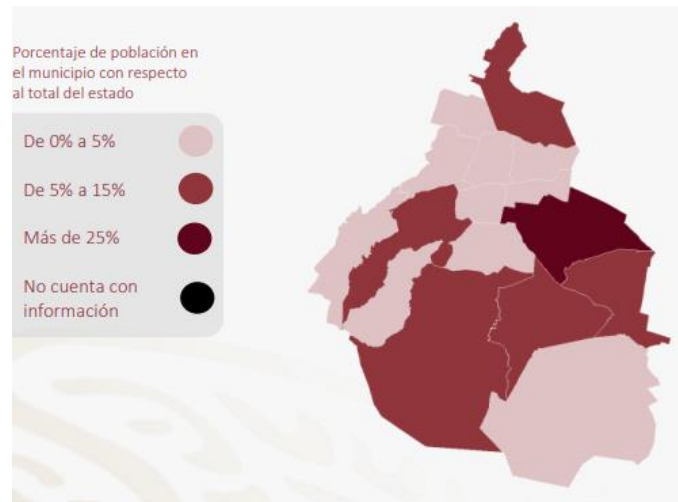 Porcentaje de población en
el municipio con respecto
al total del estado
De 0% a 5%
De 5% a 15%
Más de 25%
No cuenta con
información